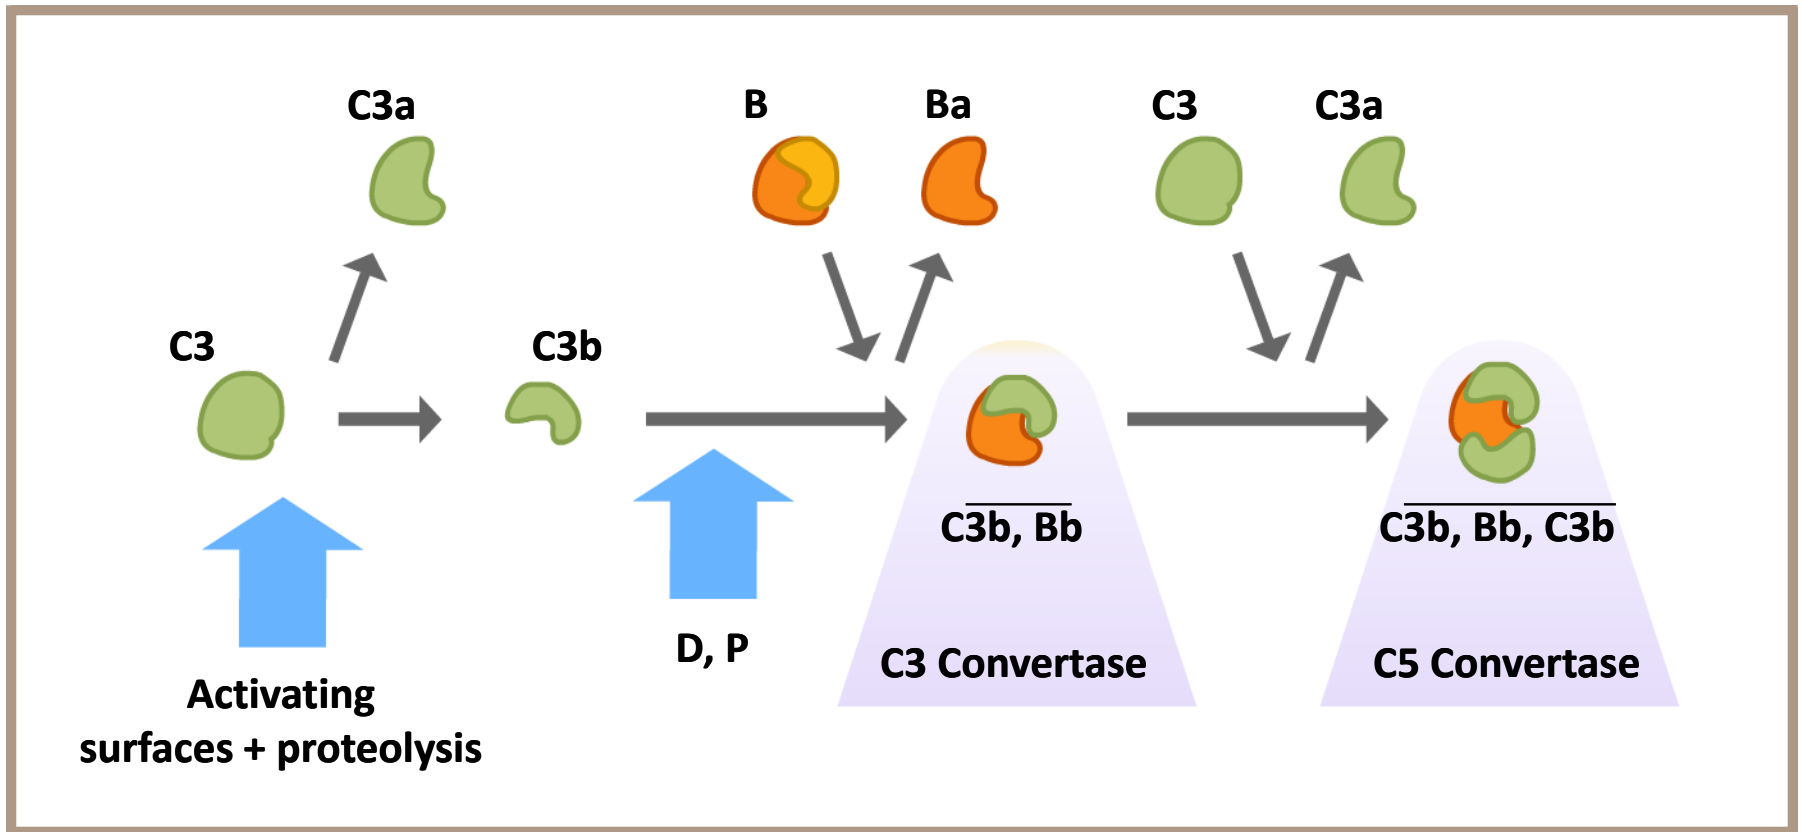 C3a
B
Ba
C3
C3a
C3
C3b
C3b, Bb
C3b, Bb, C3b
D, P
C3 Convertase
C5 Convertase
Activating
surfaces + proteolysis